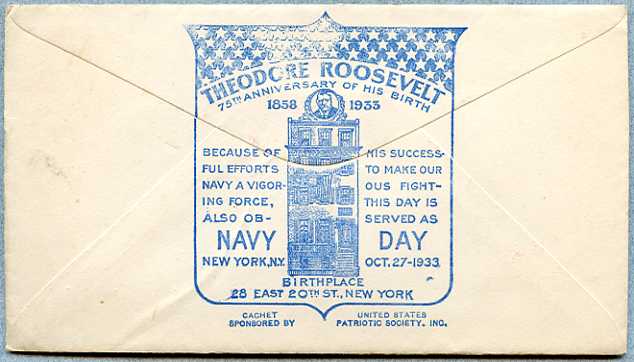 THEODORE ROOSEVELT
75TH ANNIVERSARY OF HIS BIRTH
1858 1933
BECAUSE OF HIS SUCCESS-
FUL EFFORTS TO MAKE OUR
NAVY A VIGOR- OUS FIGHT-
ING FORCE, THIS DAY IS
ALSO OB- SERVED AS
NAVY DAY
NEW YORK, N.Y. OCT. 27-1933
BIRTHPLACE
28 EAST 20TH ST., NEW YORK
CACHET UNITED STATES
SPONSORED BY PATRIOTIC SOCIETY, INC.